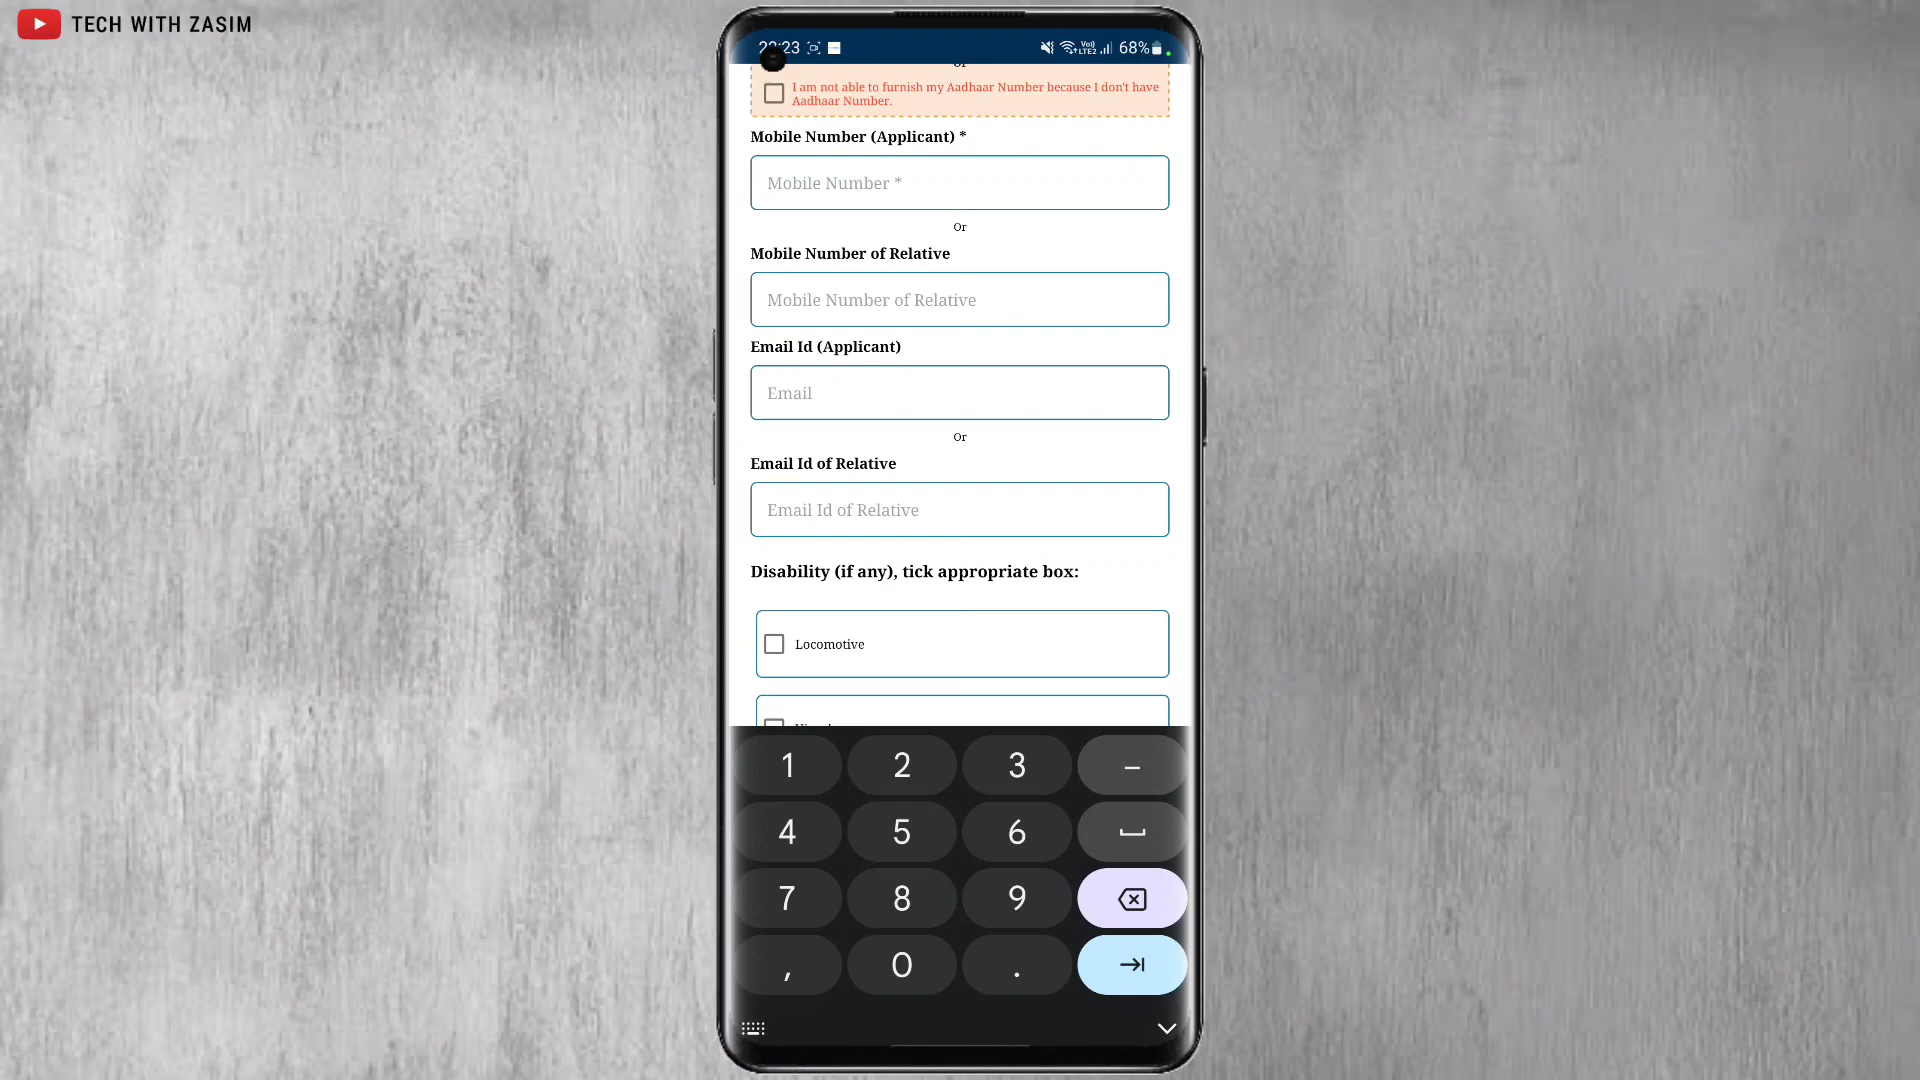 TECH WITH ZASIM
68%
I am not able to furnish my Aadhaar Number because I don't have
Aadhaar Number.
Mobile Number (Applicant) *
Mobile Number *
Or
Mobile Number of Relative
Mobile Number of Relative
Email Id (Applicant)
Email
Or
Email Id of Relative
Email Id of Relative
Disability (if any), tick appropriate box:
Locomotive
1 2 3 –
4 5 6
7 8 9
, 0 .